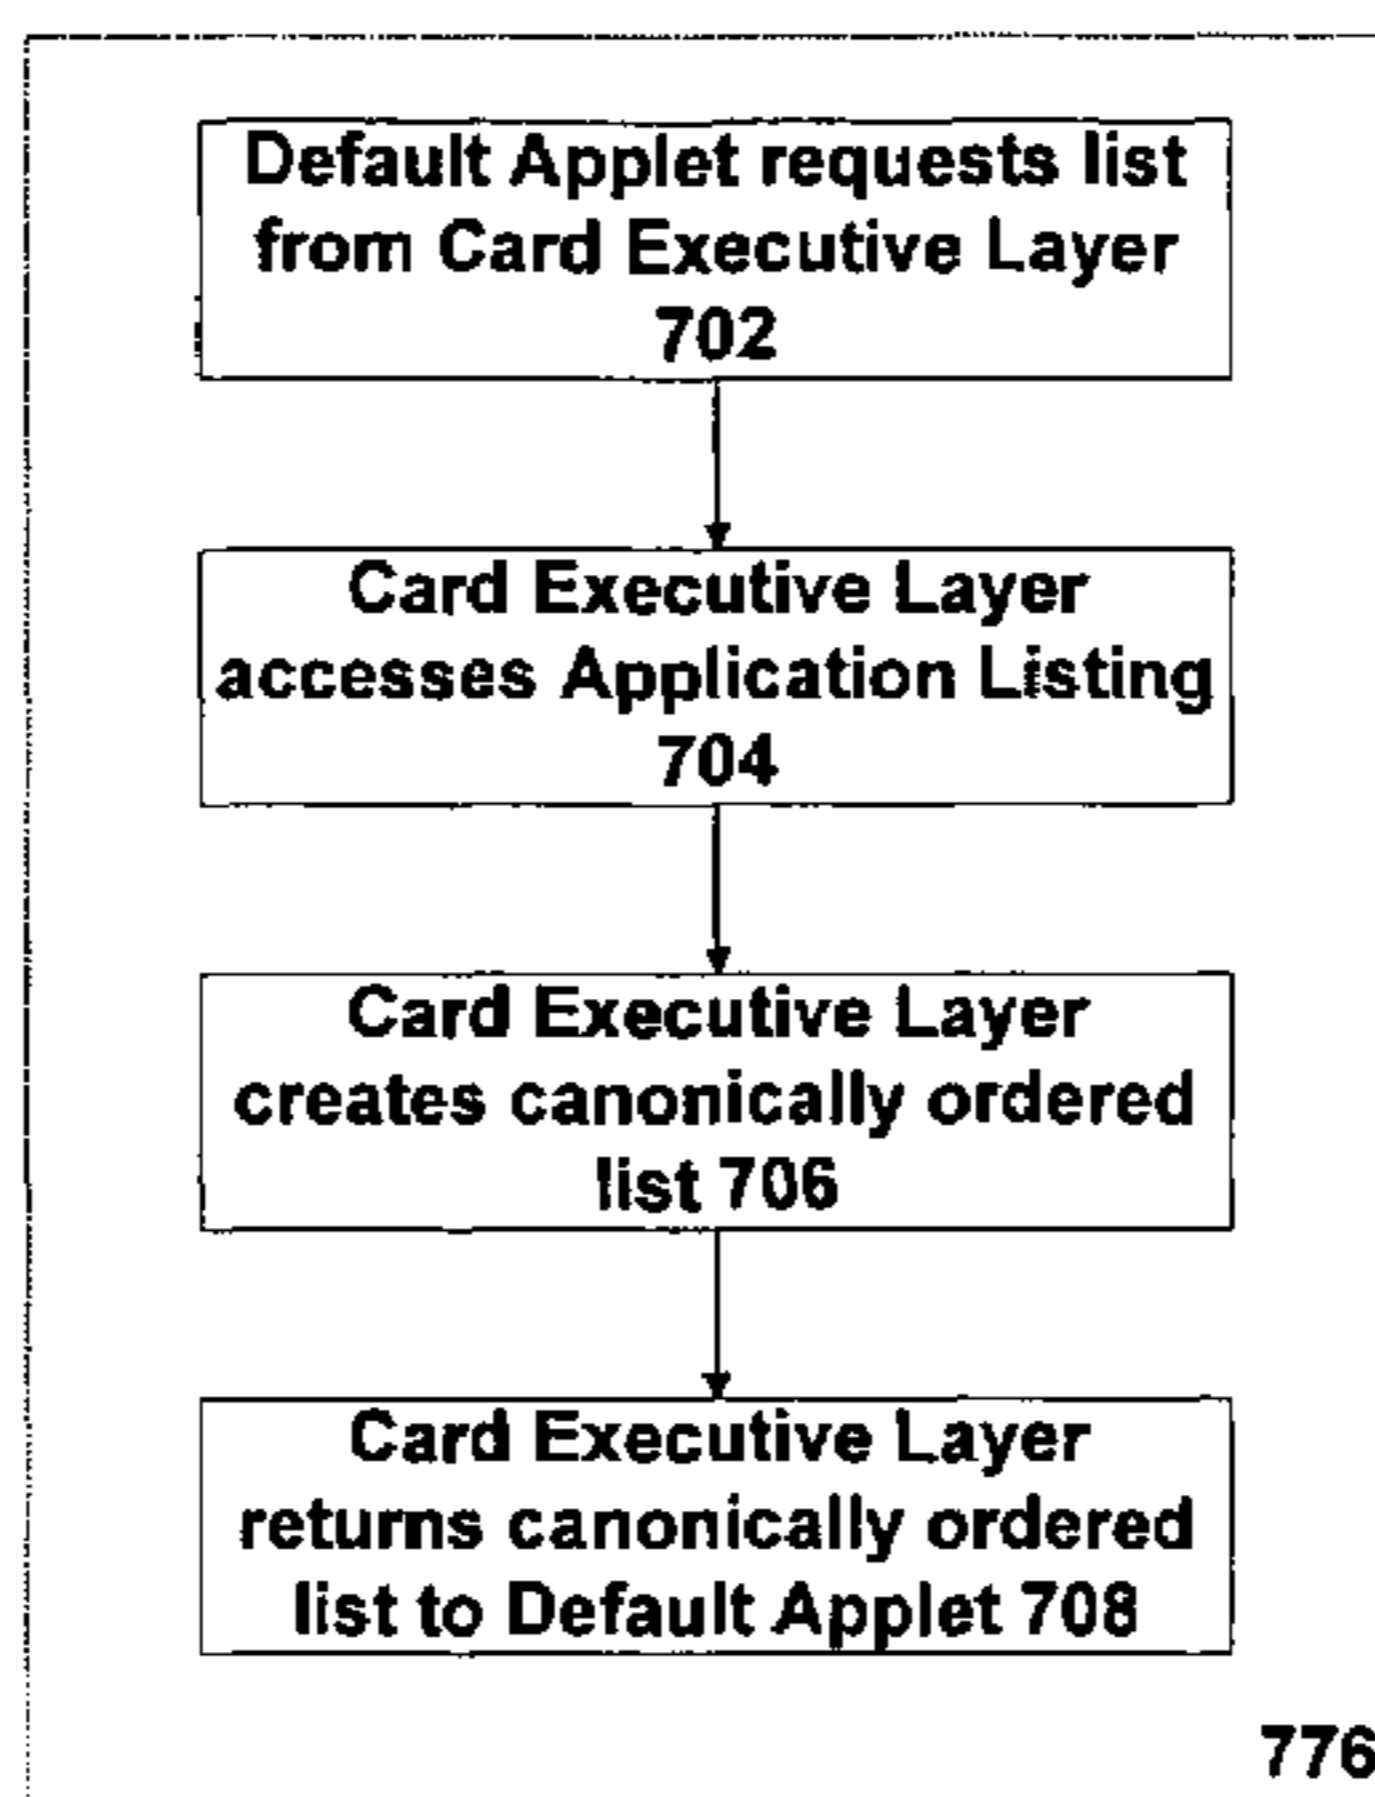 Default Applet requests list
from Card Executive Layer
702
Card Executive Layer
accesses Application Listing
704
Card Executive Layer
creates canonically ordered
list 706
Card Executive Layer
returns canonically ordered
list to Default Applet 708
776